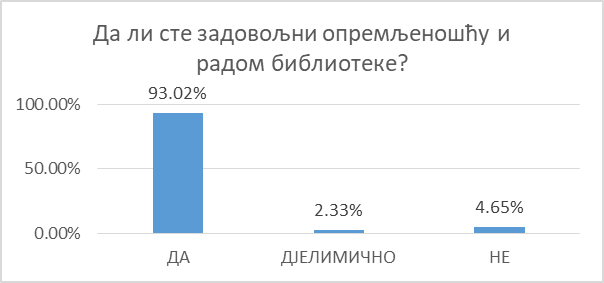 Да ли сте задовољни опремљеношћу и
радом библиотеке?
93.02%
100.00%
50.00%
2.33%
4.65%
0.00%
ДА
ДЈЕЛИМИЧНО
НЕ